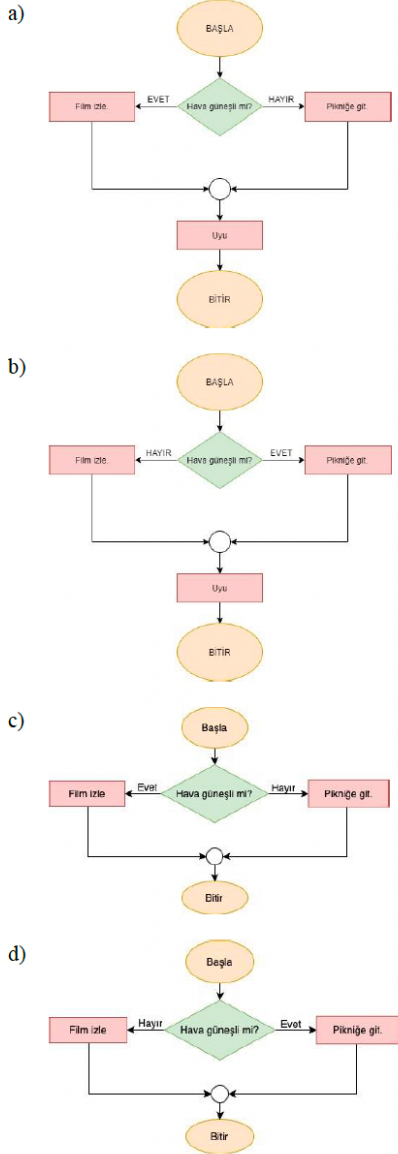 a)
BAŞLA
Film izle. EVET Hava güneşli mi? HAYIR Pikniğe git.
Uyu
BİTİR
b)
BAŞLA
Film izle. HAYIR Hava güneşli mi? EVET Pikniğe git.
Uyu
BİTİR
c)
Başla
Film izle Evet Hava güneşli mi? Hayır Pikniğe git.
Bitir
d)
Başla
Film izle Hayır Hava güneşli mi? Evet Pikniğe git.
Bitir